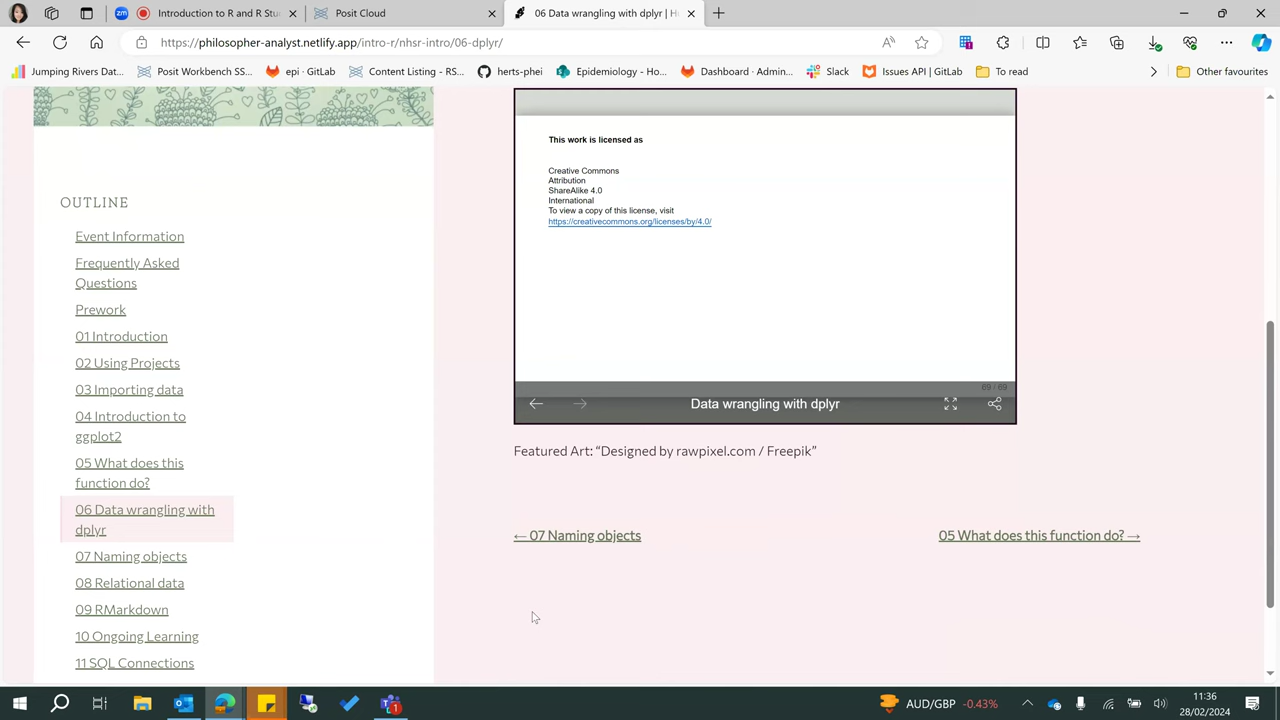 Introduction to R and R Stu
Posit Cloud
06 Data wrangling with dplyr | H
https://philosopher-analyst.netlify.app/intro-r/nhsr-intro/06-dplyr/
Jumping Rivers Dat...
Posit Workbench SS...
epi · GitLab
Content Listing - RS...
herts-phei
Epidemiology - Ho...
Dashboard · Admin...
Slack
Issues API | GitLab
To read
Other favourites
OUTLINE
Event Information
Frequently Asked
Questions
Prework
01 Introduction
02 Using Projects
03 Importing data
04 Introduction to
ggplot2
05 What does this
function do?
06 Data wrangling with
dplyr
07 Naming objects
08 Relational data
09 RMarkdown
10 Ongoing Learning
11 SQL Connections
This work is licensed as
Creative Commons
Attribution
ShareAlike 4.0
International
To view a copy of this license, visit
https://creativecommons.org/licenses/by/4.0/
69 / 69
Data wrangling with dplyr
Featured Art: “Designed by rawpixel.com / Freepik”
← 07 Naming objects
05 What does this function do? →
AUD/GBP -0.43%
11:36
28/02/2024